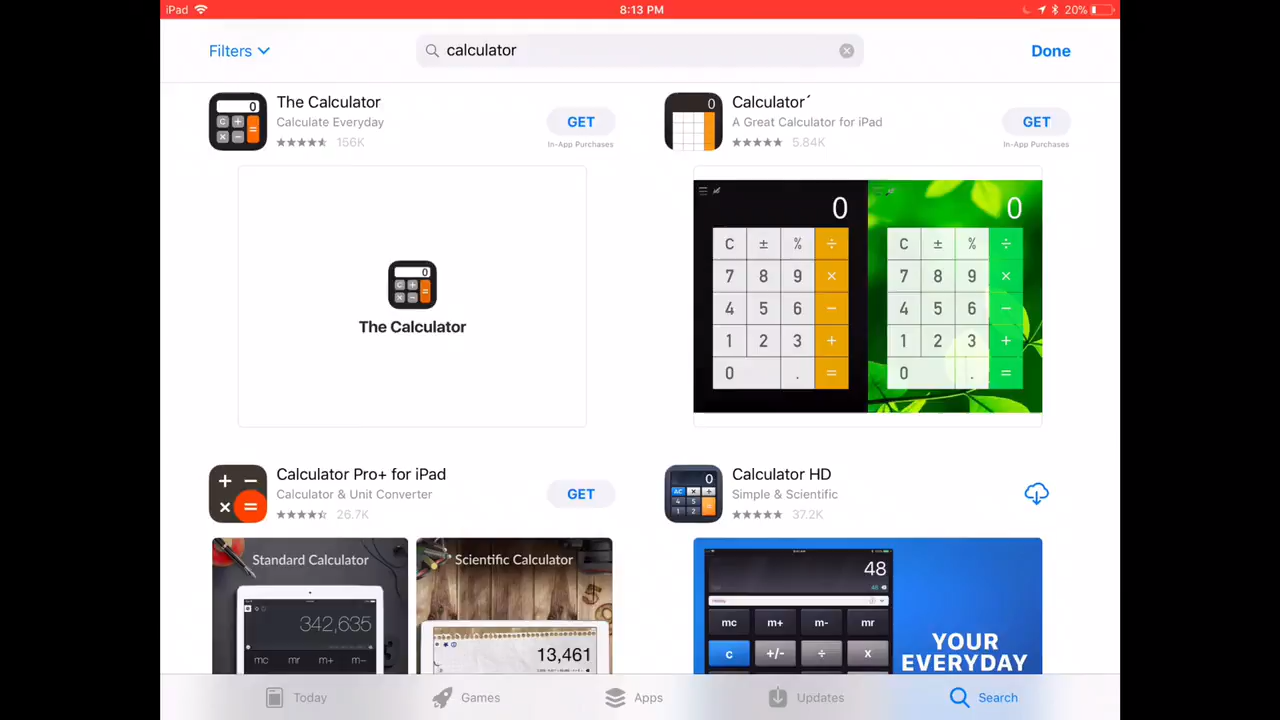 iPad 8:13 PM 20%
Filters calculator Done
The Calculator
Calculate Everyday
156K
GET
In-App Purchases
0
The Calculator
Calculator´
A Great Calculator for iPad
5.84K
GET
In-App Purchases
0
0 0
C ± % ÷ C ± % ÷
7 8 9 × 7 8 9 ×
4 5 6 − 4 5 6 −
1 2 3 + 1 2 3 +
0 . = 0 . =
Calculator Pro+ for iPad
Calculator & Unit Converter
26.7K
GET
Standard Calculator
342,635
mc mr m+ m−
Scientific Calculator
13,461
Calculator HD
Simple & Scientific
37.2K
48
mc m+ m- mr
c +/- ÷ x
YOUR
EVERYDAY
Today Games Apps Updates Search